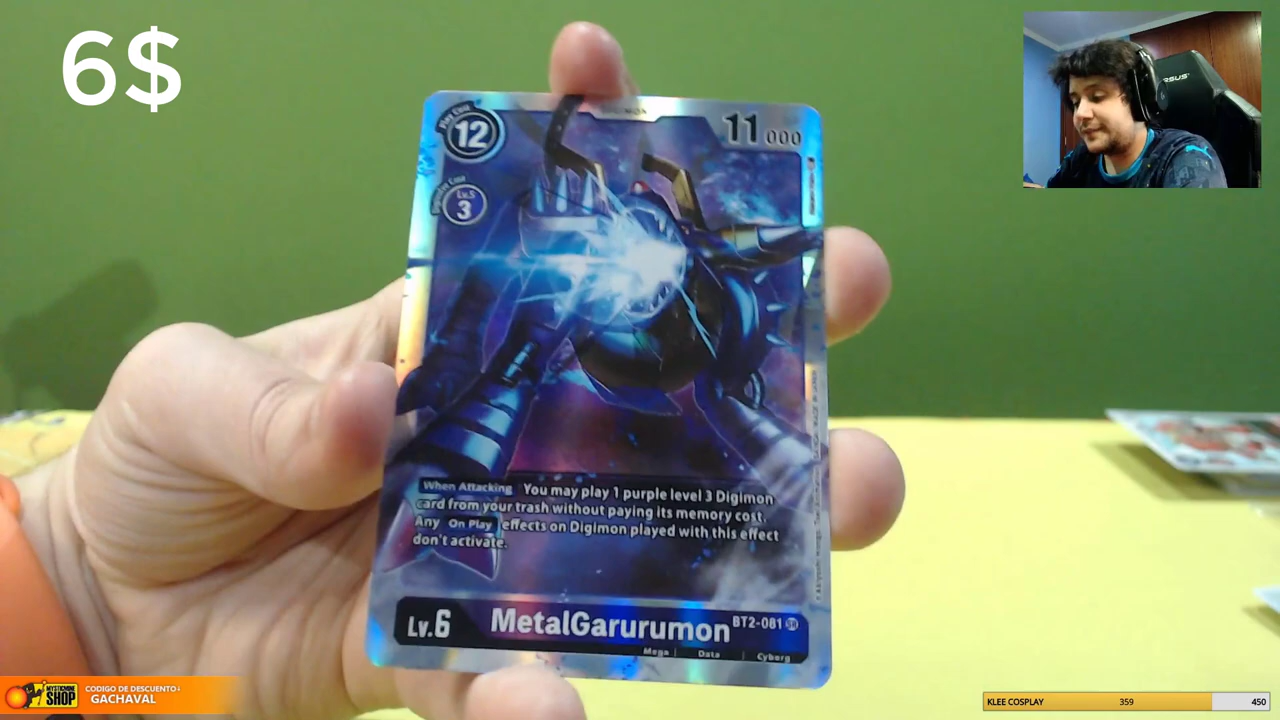 6$
Play Cost
12
11000
Lv.5
3
When Attacking You may play 1 purple level 3 Digimon
card from your trash without paying its memory cost.
Any On Play effects on Digimon played with this effect
don't activate.
Lv.6
MetalGarurumon
BT2-081 SR
Mega | Data | Cyborg
MYSTICMINE
SHOP
CODIGO DE DESCUENTO
GACHAVAL
KLEE COSPLAY
359
450